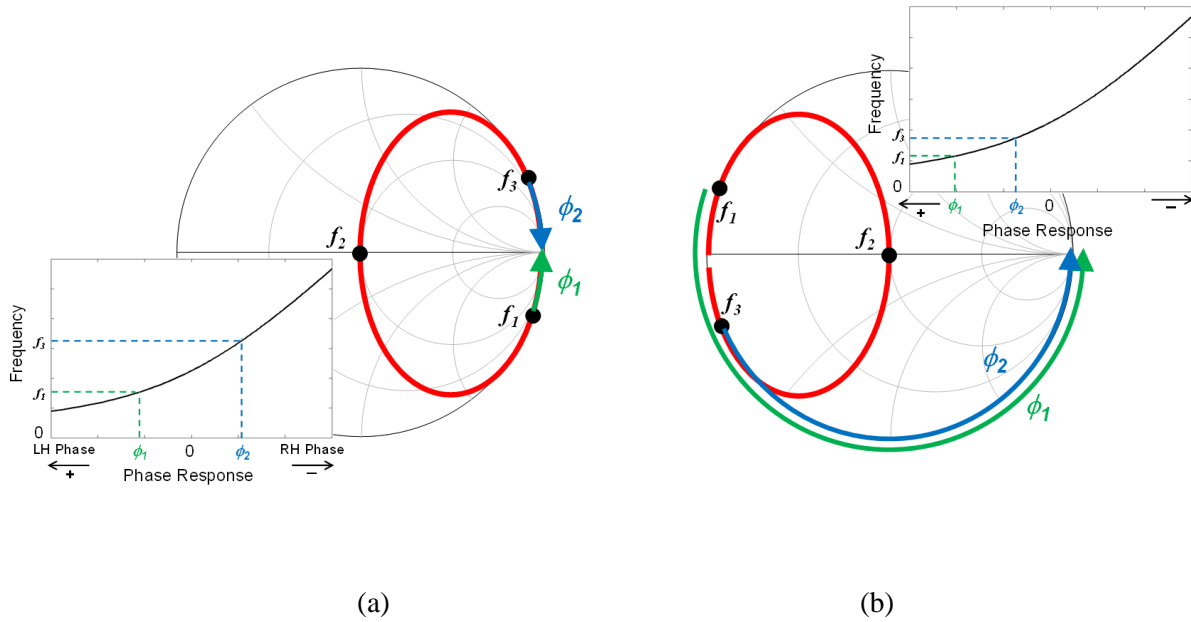 f3
ϕ2
f2
ϕ1
f1
Frequency
f3
f1
0
LH Phase
ϕ1
0
ϕ2
RH Phase
+
Phase Response
−
(a)
Frequency
f3
f1
0
+
ϕ1
ϕ2
0
−
Phase Response
f1
f2
f3
ϕ2
ϕ1
(b)